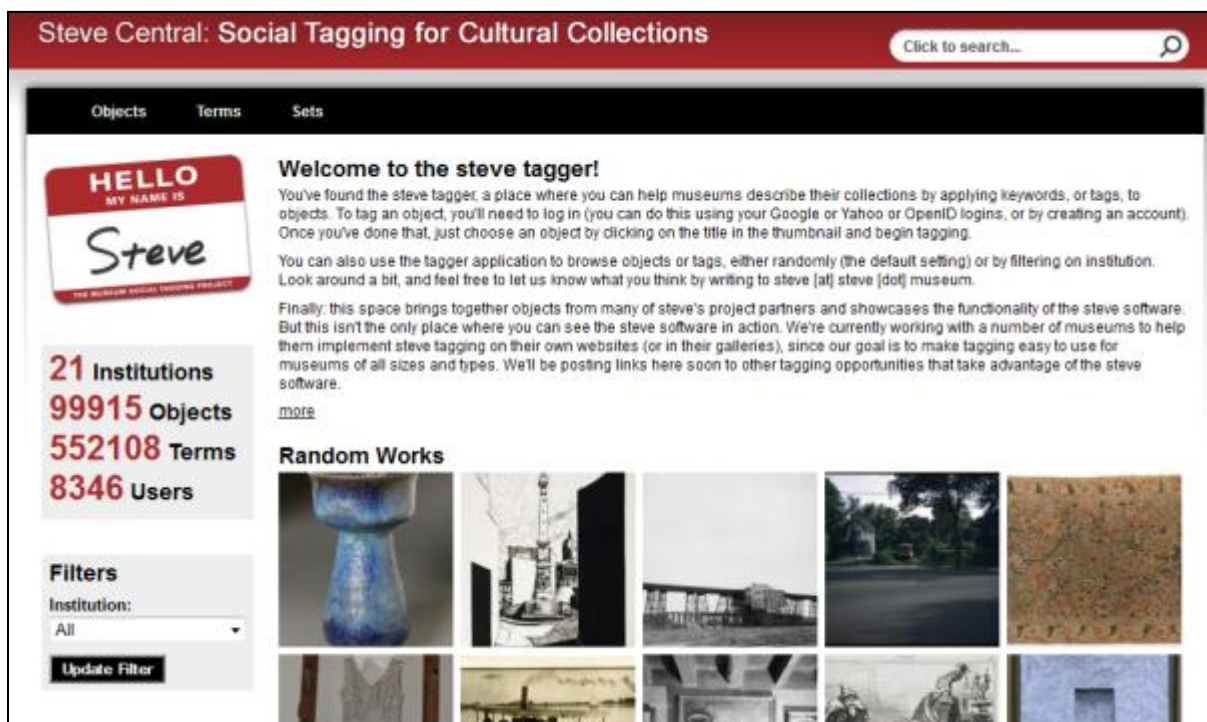 Steve Central: Social Tagging for Cultural Collections
Click to search...
Objects Terms Sets
HELLO
MY NAME IS
Steve
THE MUSEUM SOCIAL TAGGING PROJECT
Welcome to the steve tagger!
You've found the steve tagger, a place where you can help museums describe their collections by applying keywords, or tags, to
objects. To tag an object, you'll need to log in (you can do this using your Google or Yahoo or OpenID logins, or by creating an account).
Once you've done that, just choose an object by clicking on the title in the thumbnail and begin tagging.
You can also use the tagger application to browse objects or tags, either randomly (the default setting) or by filtering on institution.
Look around a bit, and feel free to let us know what you think by writing to steve [at] steve [dot] museum.
Finally: this space brings together objects from many of steve's project partners and showcases the functionality of the steve software.
But this isn't the only place where you can see the steve software in action. We're currently working with a number of museums to help
them implement steve tagging on their own websites (or in their galleries), since our goal is to make tagging easy to use for
museums of all sizes and types. We'll be posting links here soon to other tagging opportunities that take advantage of the steve
software.
more
21 Institutions
99915 Objects
552108 Terms
8346 Users
Random Works
Filters
Institution:
All
Update Filter